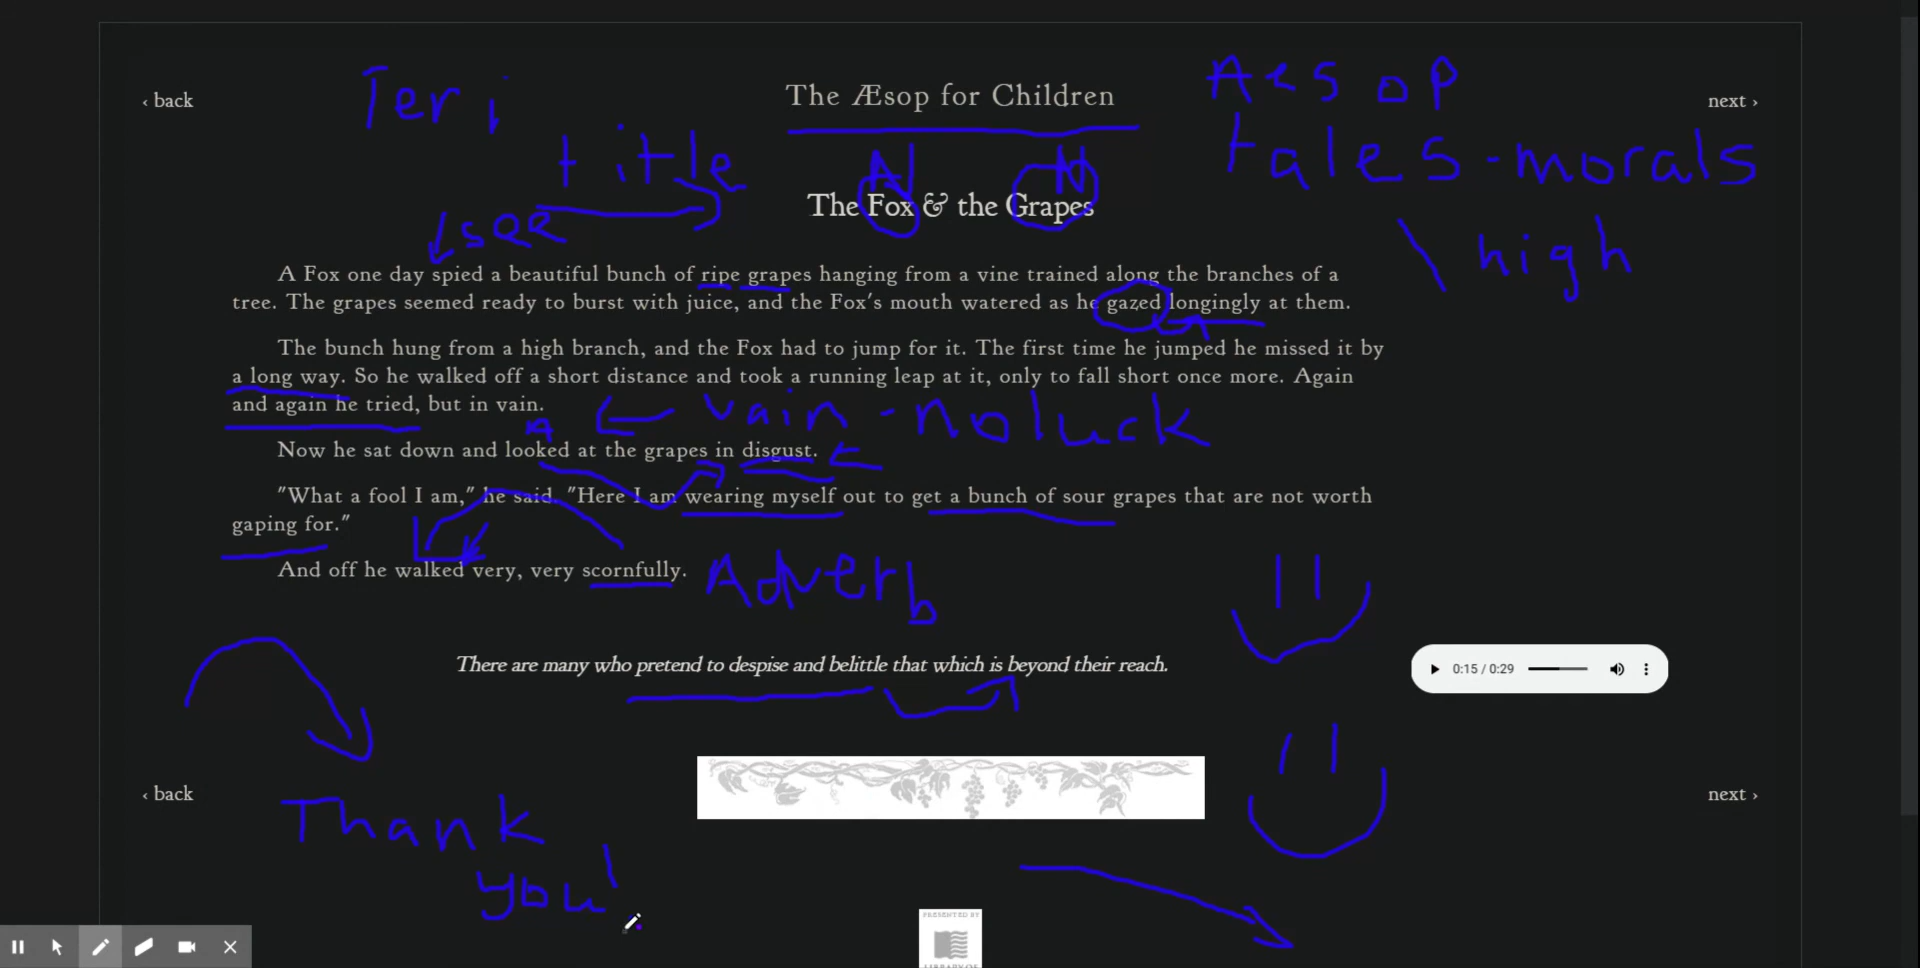 ‹ back
Teri
The Æsop for Children
Aesop
next ›
title
N
N
tales - morals
The Fox & the Grapes
see
high
A Fox one day spied a beautiful bunch of ripe grapes hanging from a vine trained along the branches of a
tree. The grapes seemed ready to burst with juice, and the Fox's mouth watered as he gazed longingly at them.
The bunch hung from a high branch, and the Fox had to jump for it. The first time he jumped he missed it by
a long way. So he walked off a short distance and took a running leap at it, only to fall short once more. Again
and again he tried, but in vain.
vain - no luck
Now he sat down and looked at the grapes in disgust.
"What a fool I am," he said. "Here I am wearing myself out to get a bunch of sour grapes that are not worth
gaping for."
And off he walked very, very scornfully.
Adverb
There are many who pretend to despise and belittle that which is beyond their reach.
0:15 / 0:29
‹ back
next ›
Thank
you!
PRESENTED BY
LIBRARY OF